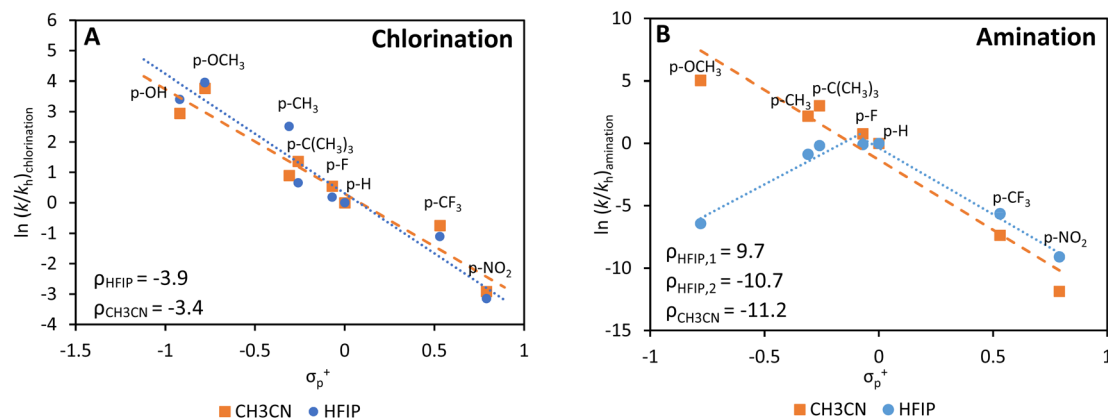 A
Chlorination
ln (k/kₕ)chlorination
5
4
3
2
1
0
-1
-2
-3
-4
p-OCH₃
p-OH
p-CH₃
p-C(CH₃)₃
p-F
p-H
p-CF₃
p-NO₂
ρHFIP = -3.9
ρCH3CN = -3.4
-1.5
-1
-0.5
0
0.5
1
σₚ⁺
CH3CN
HFIP
B
Amination
ln (k/kₕ)amination
10
5
0
-5
-10
-15
p-OCH₃
p-C(CH₃)₃
p-CH₃
p-F
p-H
p-CF₃
p-NO₂
ρHFIP,1 = 9.7
ρHFIP,2 = -10.7
ρCH3CN = -11.2
-1
-0.5
0
0.5
1
σₚ⁺
CH3CN
HFIP